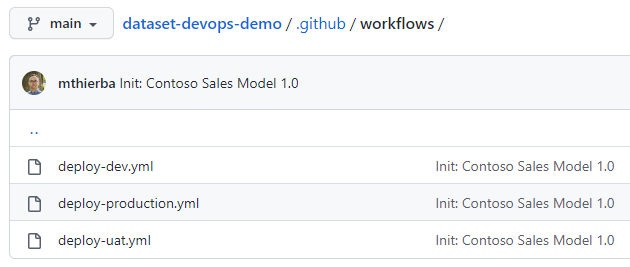 main dataset-devops-demo / .github / workflows /
mthierba Init: Contoso Sales Model 1.0
..
deploy-dev.yml Init: Contoso Sales Model 1.0
deploy-production.yml Init: Contoso Sales Model 1.0
deploy-uat.yml Init: Contoso Sales Model 1.0